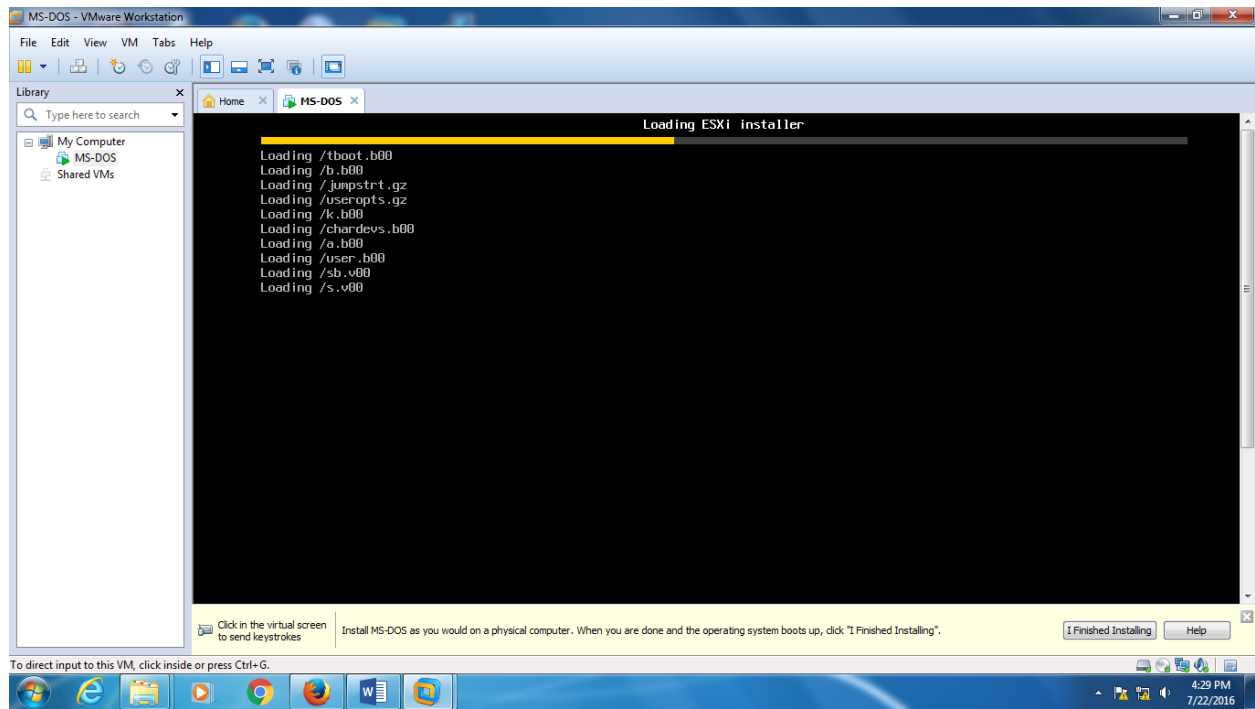 MS-DOS - VMware Workstation
File Edit View VM Tabs Help
Library
Type here to search
My Computer
MS-DOS
Shared VMs
Home
MS-DOS
Loading ESXi installer
Loading /tboot.b00
Loading /b.b00
Loading /jumpstrt.gz
Loading /useropts.gz
Loading /k.b00
Loading /chardevs.b00
Loading /a.b00
Loading /user.b00
Loading /sb.v00
Loading /s.v00
Click in the virtual screen
to send keystrokes
Install MS-DOS as you would on a physical computer. When you are done and the operating system boots up, click "I Finished Installing".
I Finished Installing
Help
To direct input to this VM, click inside or press Ctrl+G.
4:29 PM
7/22/2016